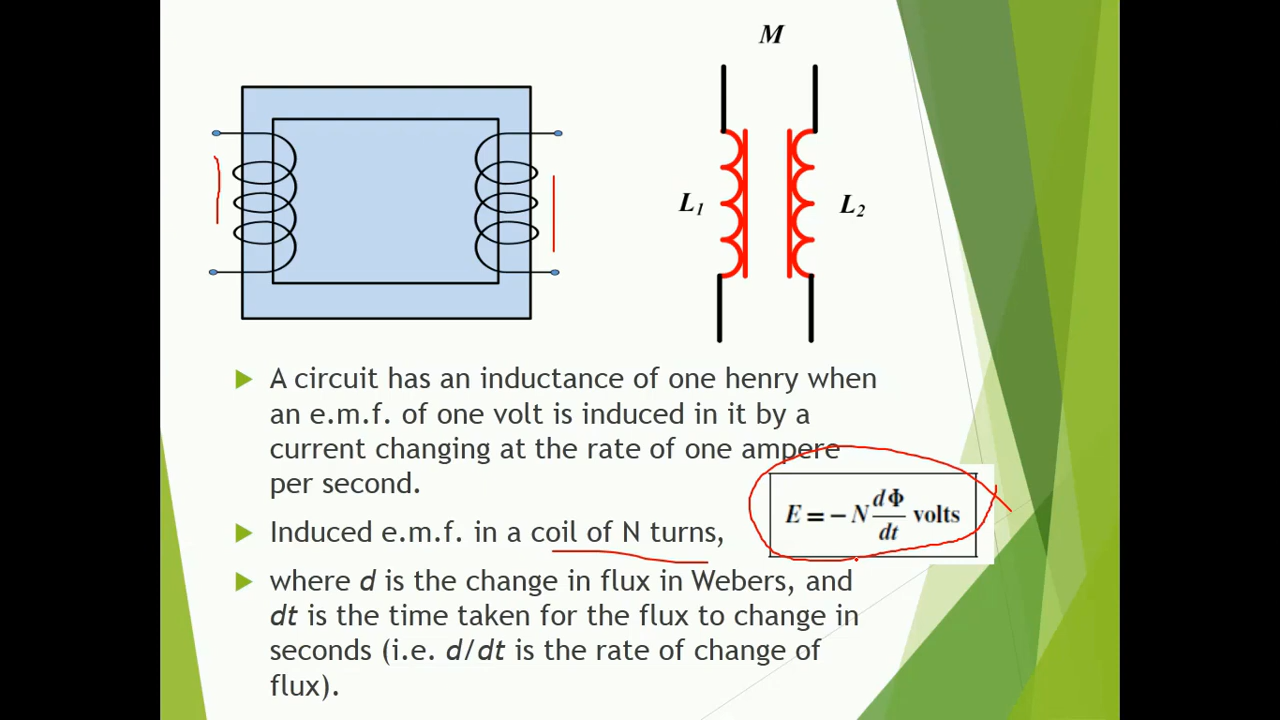 M
L1
L2
A circuit has an inductance of one henry when
an e.m.f. of one volt is induced in it by a
current changing at the rate of one ampere
per second.
E = − N dΦ/dt volts
Induced e.m.f. in a coil of N turns,
where d is the change in flux in Webers, and
dt is the time taken for the flux to change in
seconds (i.e. d/dt is the rate of change of
flux).